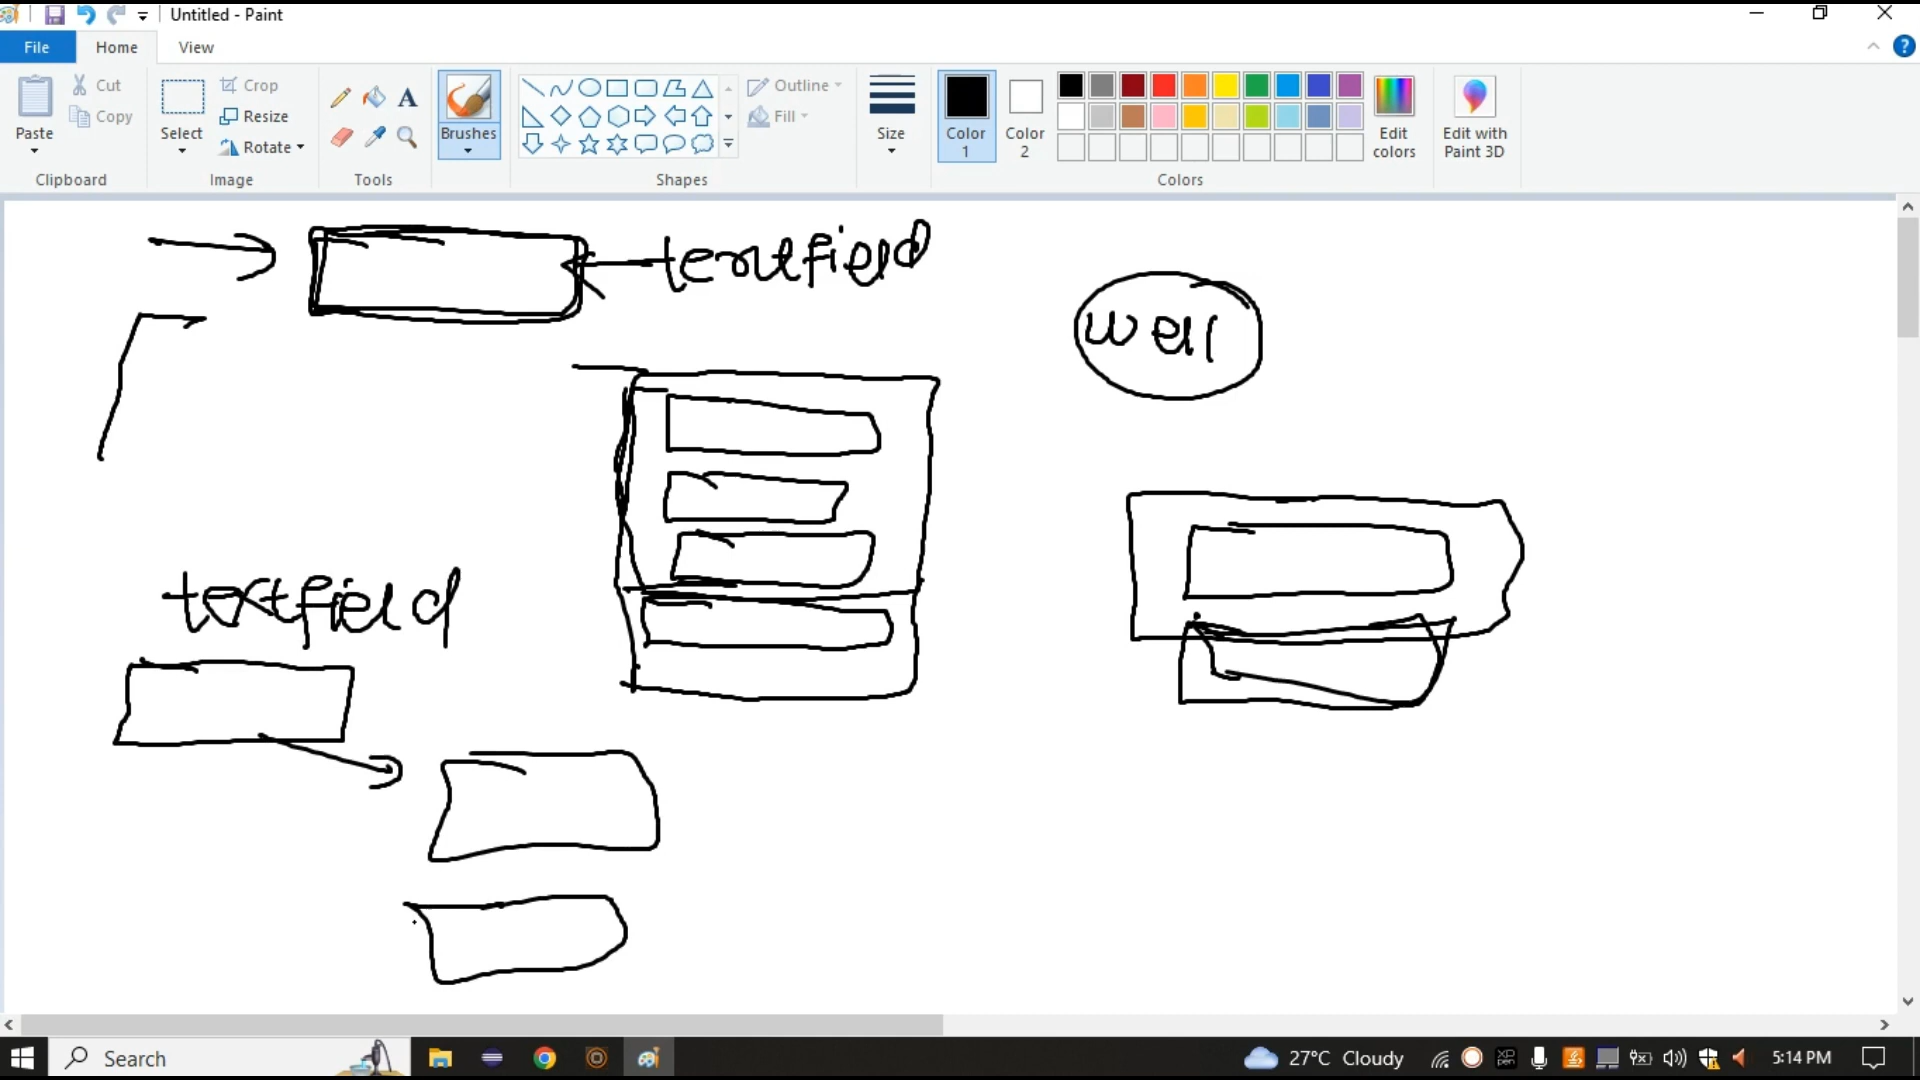 Untitled - Paint
File
Home
View
Paste
Cut
Copy
Clipboard
Select
Crop
Resize
Rotate
Image
A
Tools
Brushes
Outline
Fill
Shapes
Size
Color
1
Color
2
Edit
colors
Colors
Edit with
Paint 3D
?
textfield
well
textfield
Search
27°C Cloudy
XP
pen
5:14 PM